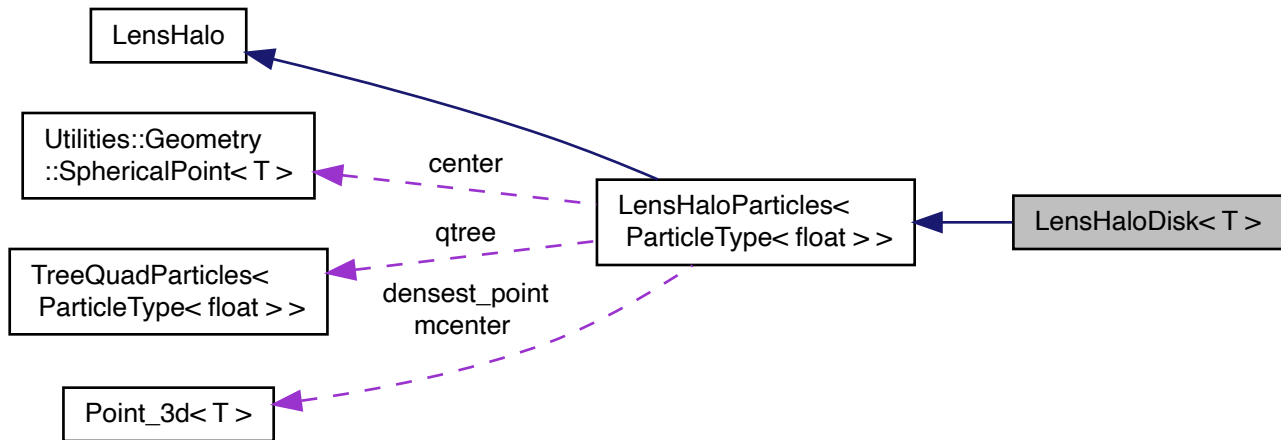 LensHalo
Utilities::Geometry
::SphericalPoint< T >
center
LensHaloParticles<
ParticleType< float > >
LensHaloDisk< T >
qtree
TreeQuadParticles<
ParticleType< float > >
densest_point
mcenter
Point_3d< T >